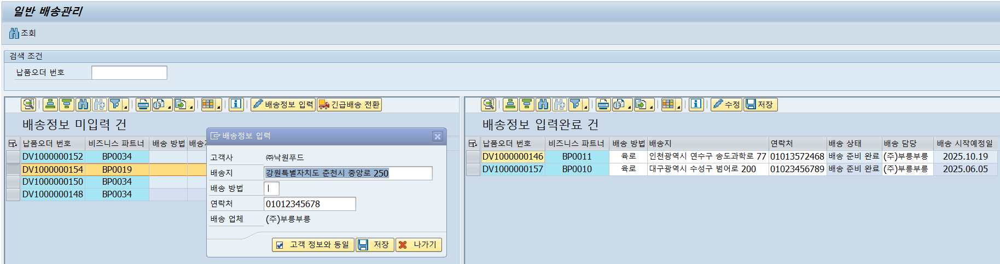 일반 배송관리
조회
검색 조건
납품오더 번호
배송정보 입력 긴급배송 전환
배송정보 미입력 건
납품오더 번호 비즈니스 파트너 배송 방법
DV1000000152 BP0034
DV1000000154 BP0019
DV1000000150 BP0034
DV1000000148 BP0034
배송정보 입력
고객사 ㈜낙원푸드
배송지 강원특별자치도 춘천시 중앙로 250
배송 방법
연락처 01012345678
배송 업체 (주)부릉부릉
고객 정보와 동일 저장 나가기
수정 저장
배송정보 입력완료 건
납품오더 번호 비즈니스 파트너 배송 방법 배송지 연락처 배송 상태 배송 담당 배송 시작예정일
DV1000000146 BP0011 육로 인천광역시 연수구 송도과학로 77 01013572468 배송 준비 완료 (주)부릉부릉 2025.10.19
DV1000000157 BP0010 육로 대구광역시 수성구 범어로 200 01023456789 배송 준비 완료 (주)부릉부릉 2025.06.05